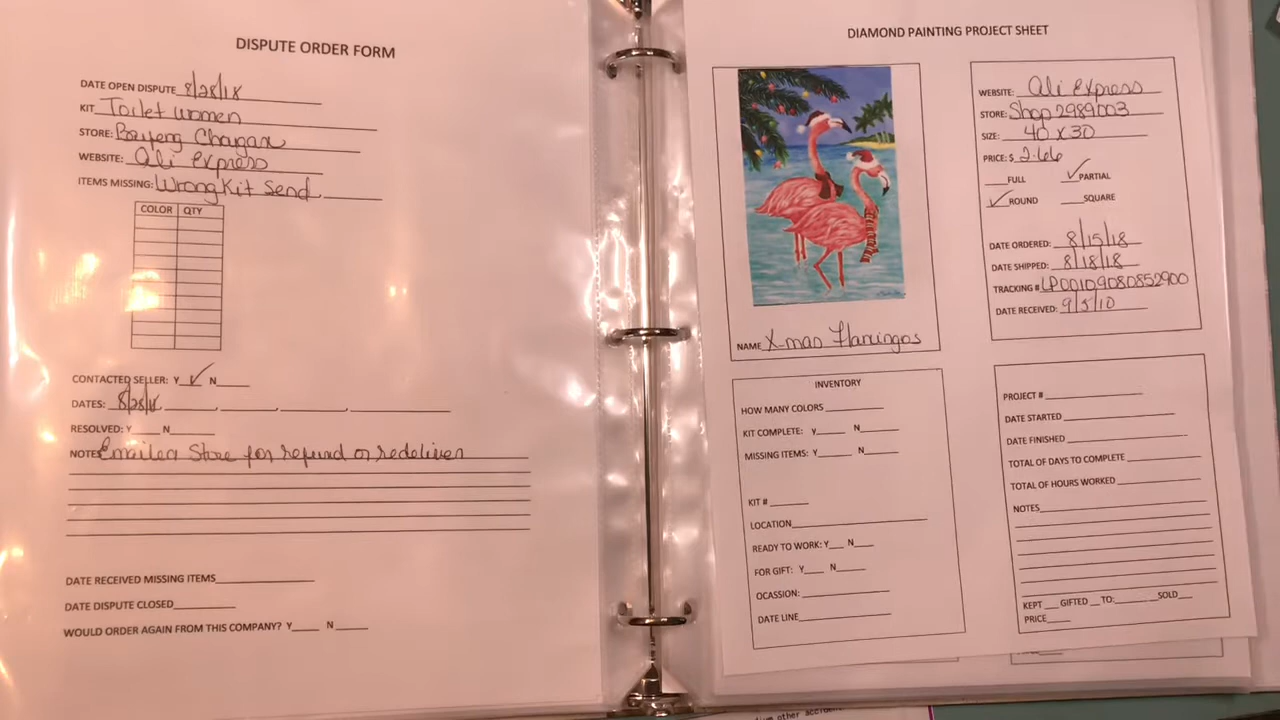 DISPUTE ORDER FORM
DATE OPEN DISPUTE 8/28/18
KIT Toilet women
STORE: Baiyeng Chagan
WEBSITE: Ali Express
ITEMS MISSING: Wrong Kit Send
COLOR QTY
CONTACTED SELLER: Y ✓ N
DATES: 8/28/18
RESOLVED: Y N
NOTES Emailed Store for refund or redeliver
DATE RECEIVED MISSING ITEMS
DATE DISPUTE CLOSED
WOULD ORDER AGAIN FROM THIS COMPANY? Y N
DIAMOND PAINTING PROJECT SHEET
NAME X-mas Flamingos
WEBSITE: Ali Express
STORE: Shop 2989003
SIZE: 40 x 30
PRICE: $ 2.66
FULL ✓ PARTIAL
✓ ROUND SQUARE
DATE ORDERED: 8/15/18
DATE SHIPPED: 8/18/18
TRACKING # LP00109080852900
DATE RECEIVED: 9/5/10
INVENTORY
HOW MANY COLORS
KIT COMPLETE: Y N
MISSING ITEMS: Y N
KIT #
LOCATION
READY TO WORK: Y N
FOR GIFT: Y N
OCASSION:
DATE LINE
PROJECT #
DATE STARTED
DATE FINISHED
TOTAL OF DAYS TO COMPLETE
TOTAL OF HOURS WORKED
NOTES
KEPT GIFTED TO: SOLD
PRICE
other